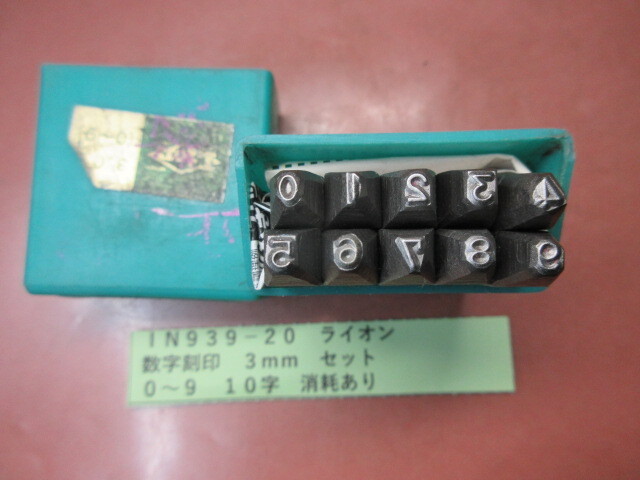 0 1 2 3 4
5 6 7 8 9
IN939-20 ライオン
数字刻印 3mm セット
0～9 10字 消耗あり